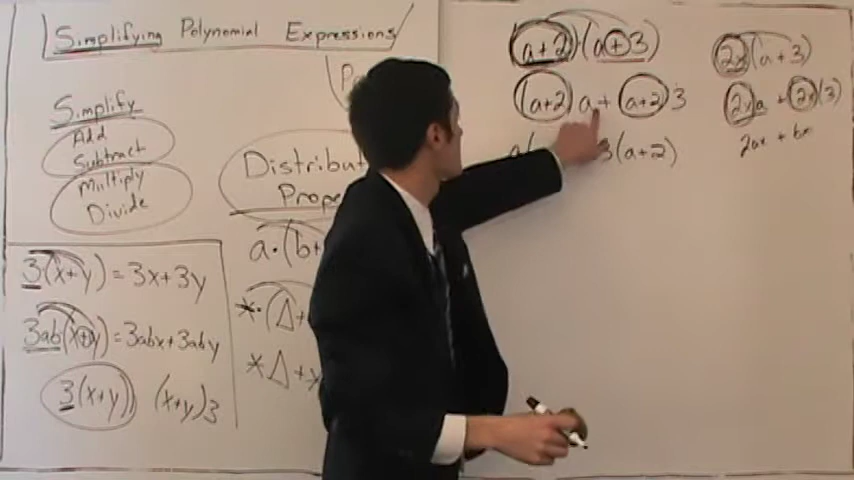 Simplifying Polynomial Expressions
Simplify
Add
Subtract
Multiply
Divide
3(x+y)=3x+3y
3ab(x+y)=3abx+3aby
3(x+y) (x+y)3
Distribut
Prope
a·(b+
*·(△
*△+y
(a+2)·(a+3)
(a+2)a+(a+2)3
a( 3(a+2)
2x(a+3)
2xa + 2x(3)
2ax + 6x